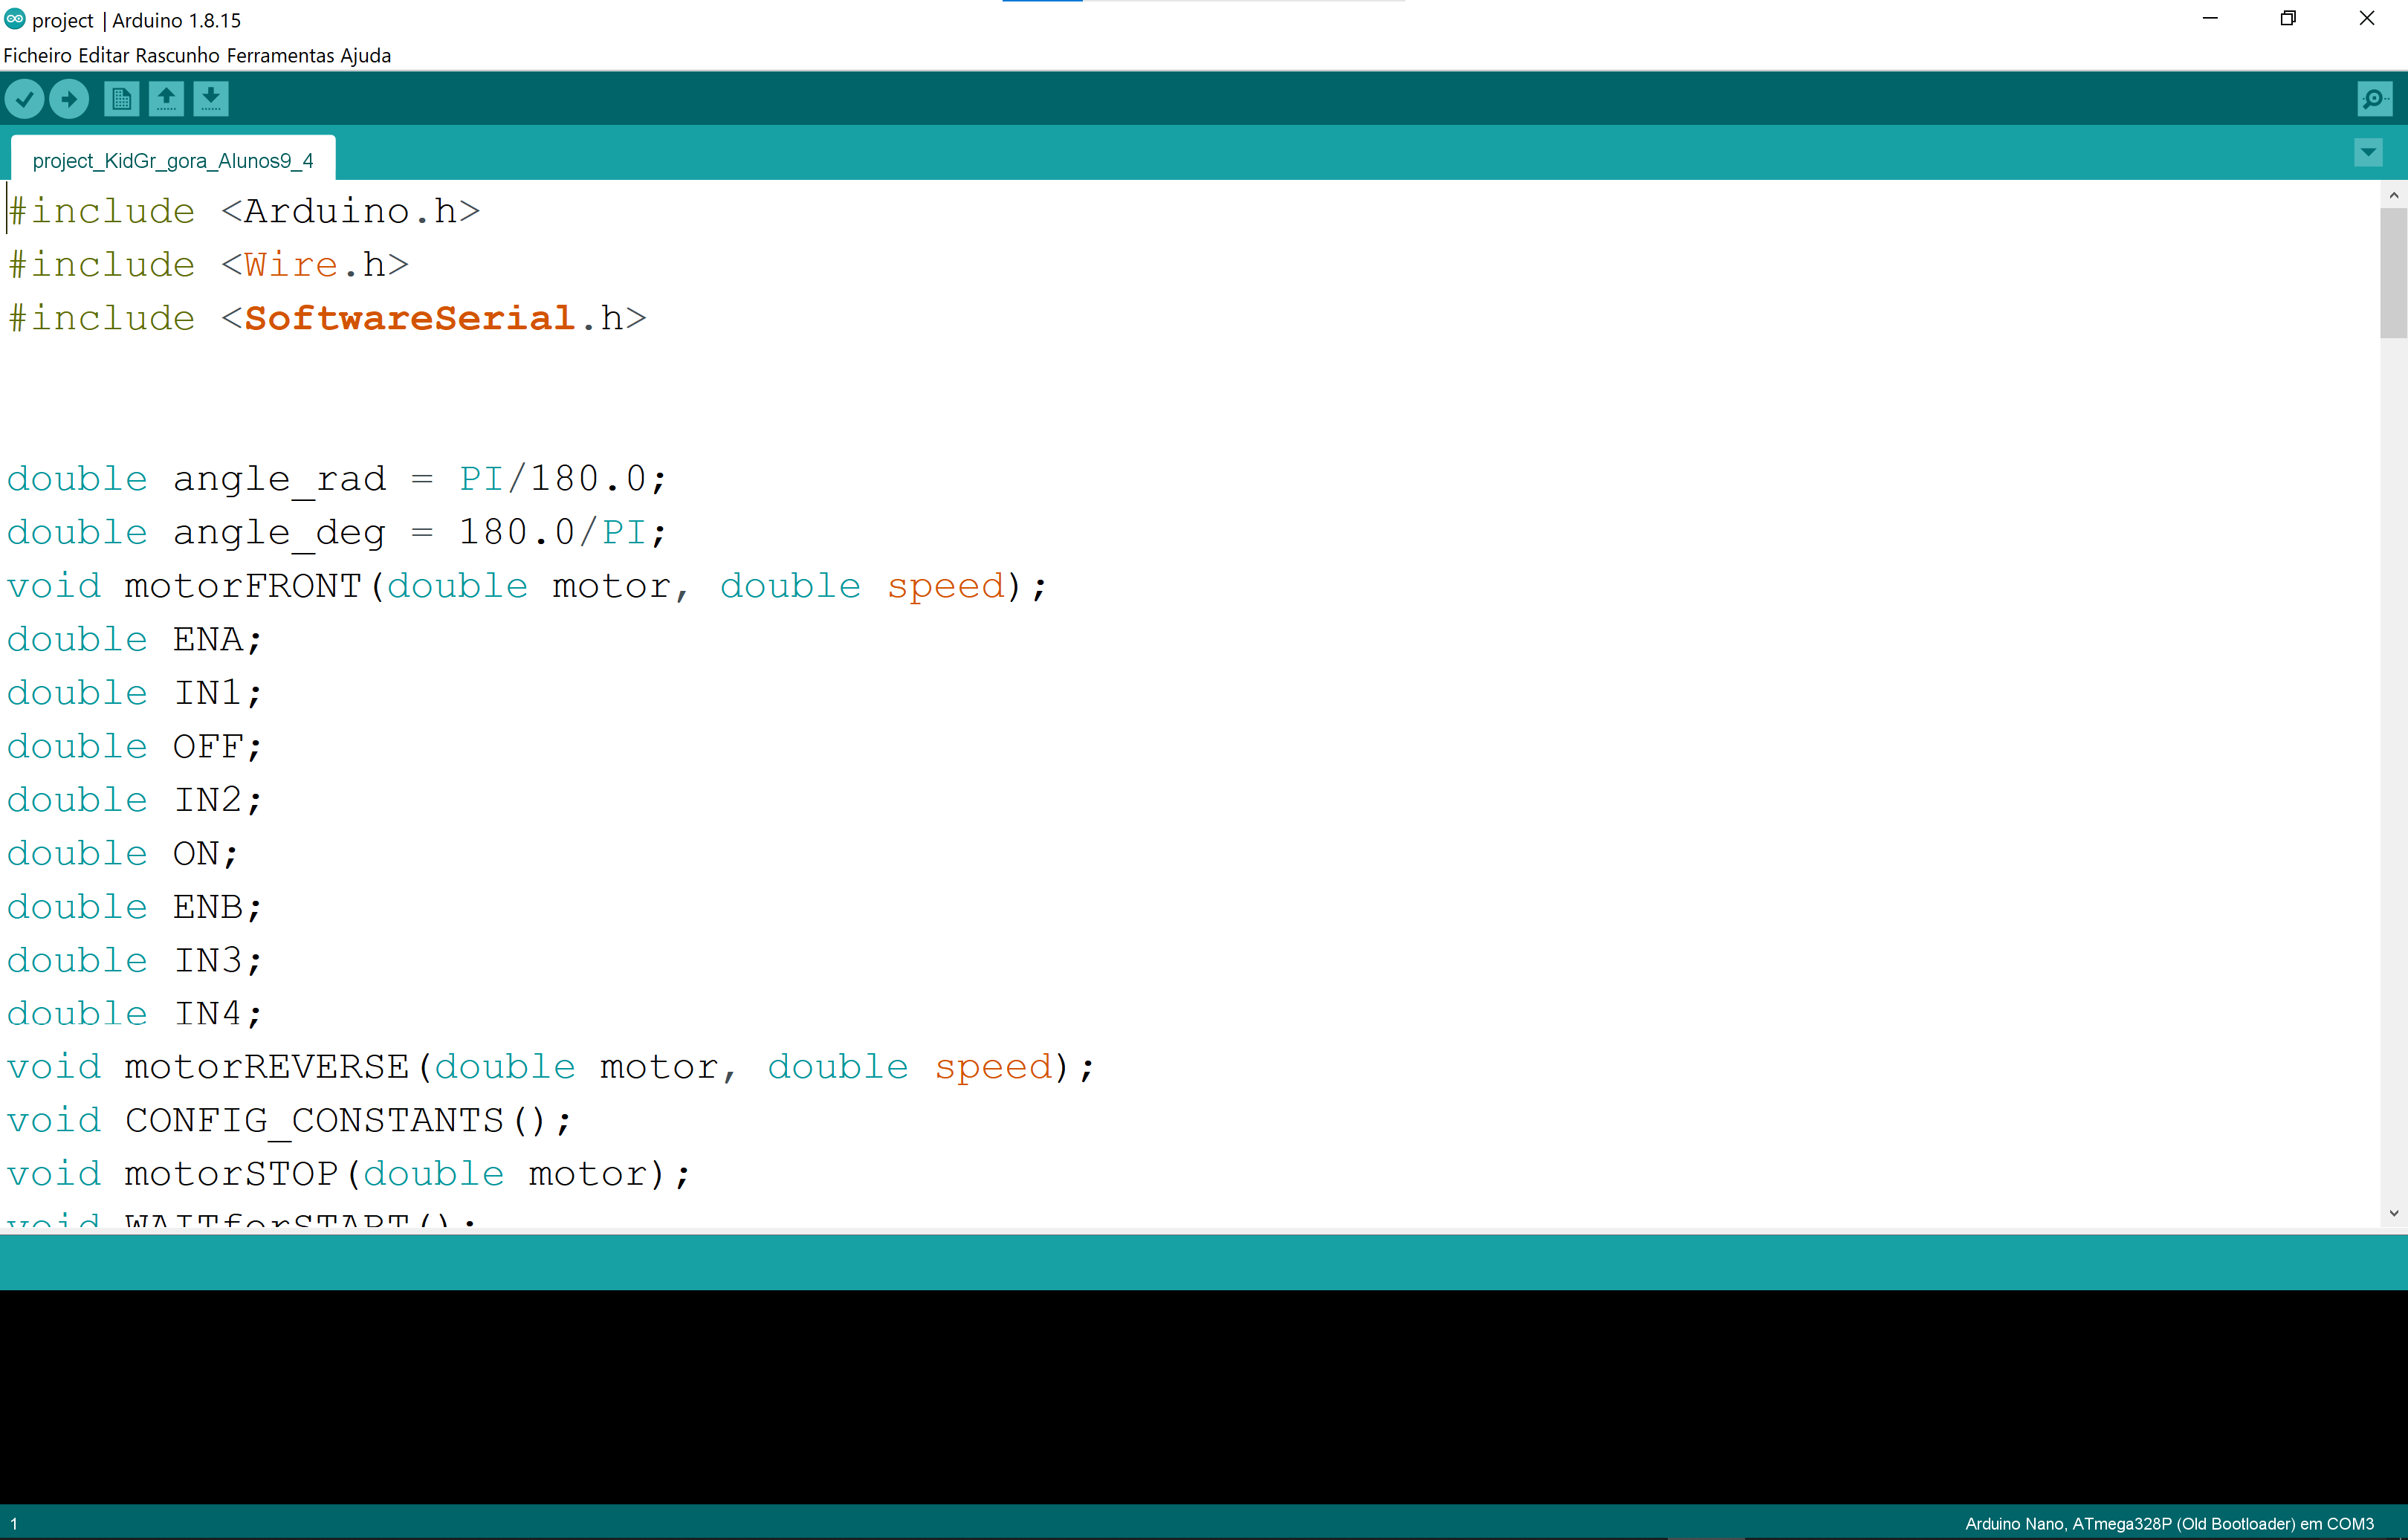 project | Arduino 1.8.15
Ficheiro Editar Rascunho Ferramentas Ajuda
project_KidGr_gora_Alunos9_4
#include <Arduino.h>
#include <Wire.h>
#include <SoftwareSerial.h>
double angle_rad = PI/180.0;
double angle_deg = 180.0/PI;
void motorFRONT(double motor, double speed);
double ENA;
double IN1;
double OFF;
double IN2;
double ON;
double ENB;
double IN3;
double IN4;
void motorREVERSE(double motor, double speed);
void CONFIG_CONSTANTS();
void motorSTOP(double motor);
void WAITforSTART();
1
Arduino Nano, ATmega328P (Old Bootloader) em COM3